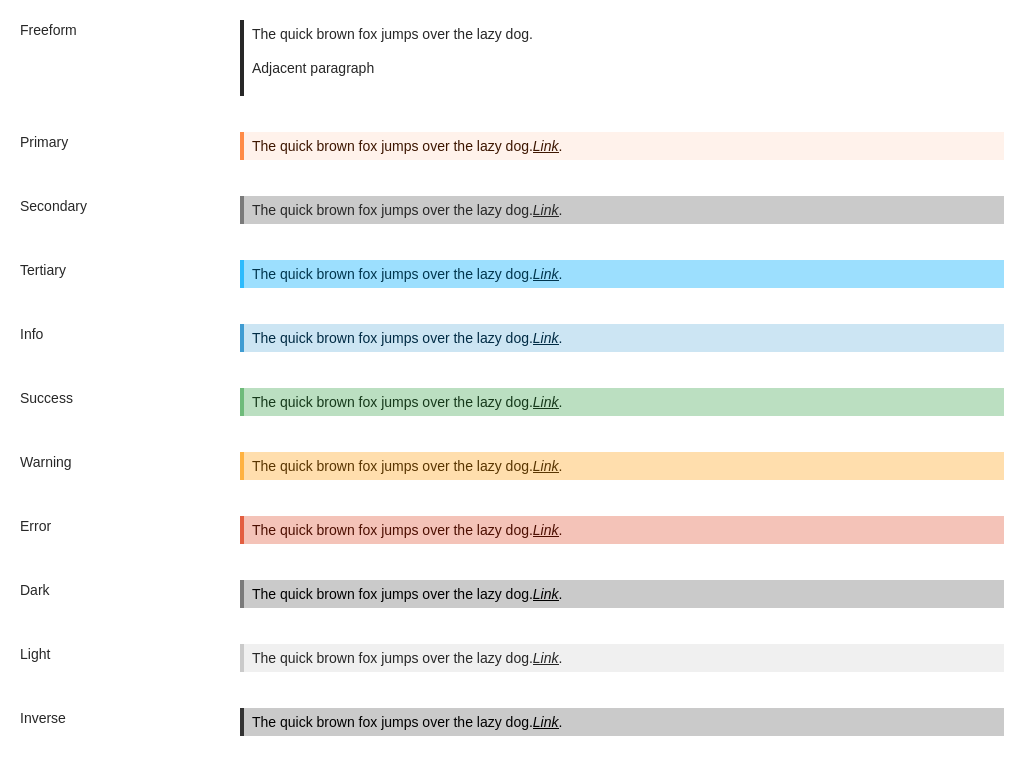 Freeform The quick brown fox jumps over the lazy dog.
Adjacent paragraph
Primary The quick brown fox jumps over the lazy dog.Link.
Secondary The quick brown fox jumps over the lazy dog.Link.
Tertiary The quick brown fox jumps over the lazy dog.Link.
Info The quick brown fox jumps over the lazy dog.Link.
Success The quick brown fox jumps over the lazy dog.Link.
Warning The quick brown fox jumps over the lazy dog.Link.
Error The quick brown fox jumps over the lazy dog.Link.
Dark The quick brown fox jumps over the lazy dog.Link.
Light The quick brown fox jumps over the lazy dog.Link.
Inverse The quick brown fox jumps over the lazy dog.Link.